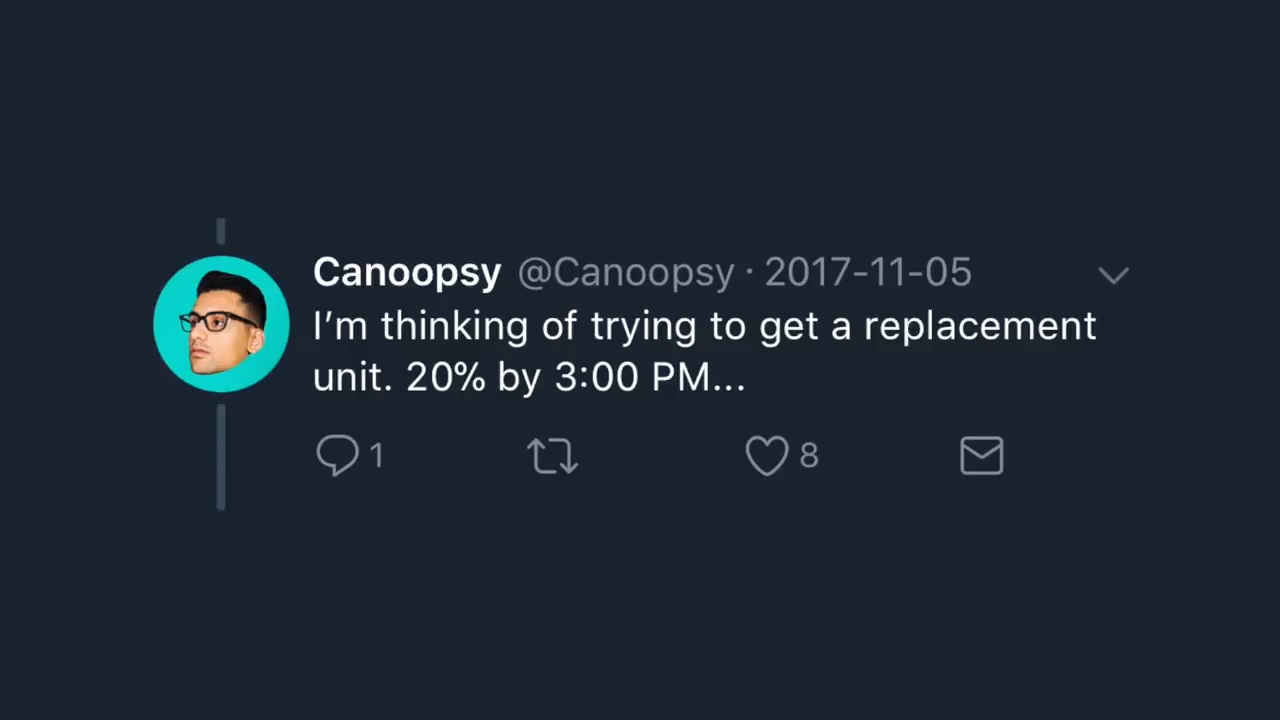 Canoopsy @Canoopsy · 2017-11-05
I’m thinking of trying to get a replacement
unit. 20% by 3:00 PM...
1 8